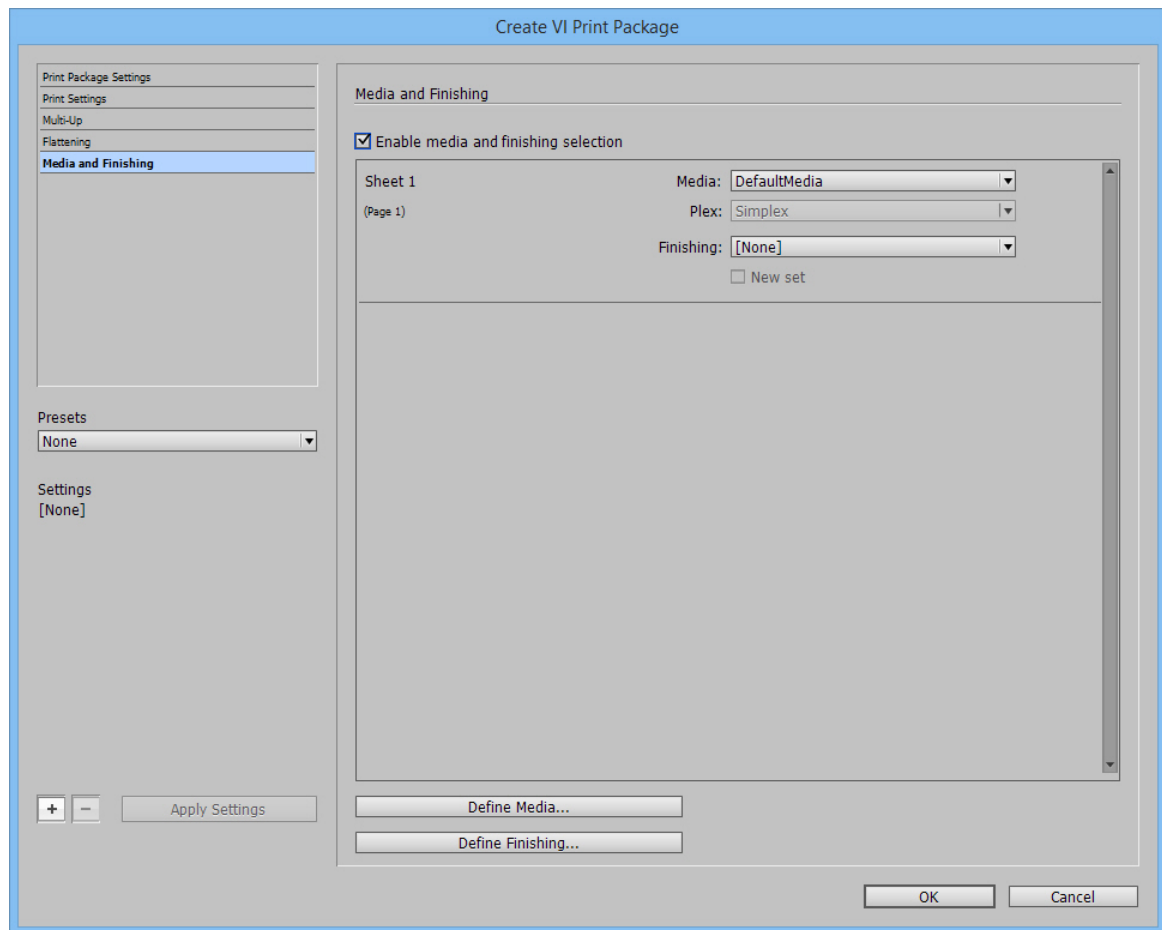 Create VI Print Package
Print Package Settings
Print Settings
Multi-Up
Flattening
Media and Finishing
Presets
None
Settings
[None]
+ − Apply Settings
Media and Finishing
Enable media and finishing selection
Sheet 1 Media: DefaultMedia
(Page 1) Plex: Simplex
Finishing: [None]
New set
Define Media...
Define Finishing...
OK Cancel